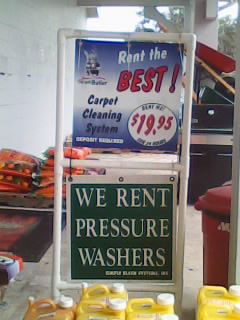 Rent the
BEST!
Carpet
Cleaning
System
DEPOSIT REQUIRED
RENT ME!
$19.95
WE RENT
PRESSURE
WASHERS